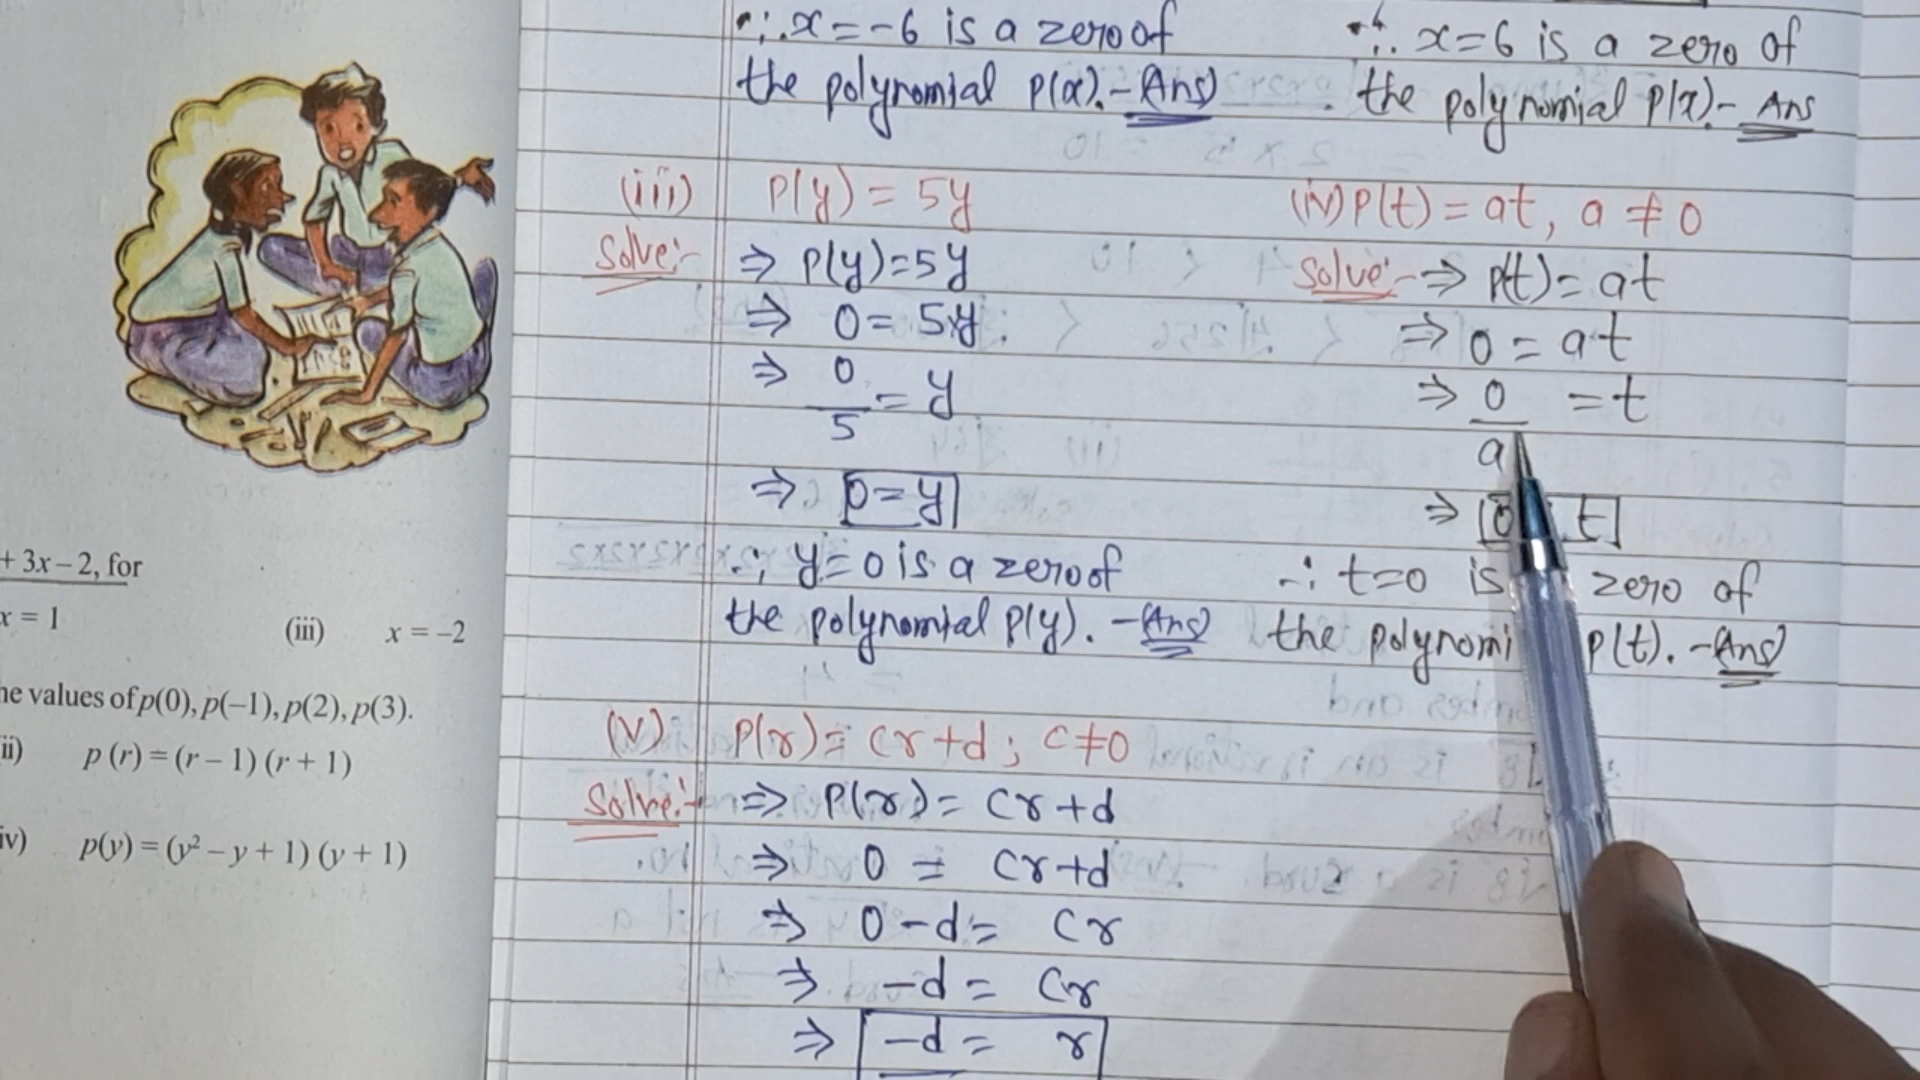 ∴ x = -6 is a zero of
the polynomial p(x). - (Ans)
∴ x = 6 is a zero of
the polynomial p(x) - Ans
(iii) P(y) = 5y
Solve:- ⇒ P(y) = 5y
⇒ 0 = 5×y
⇒ 0/5 = y
⇒ 0 = y
∴ y = 0 is a zero of
the polynomial p(y). - (Ans)
(iv) P(t) = at, a ≠ 0
Solve:- ⇒ p(t) = at
⇒ 0 = at
⇒ 0/a = t
⇒ 0 t
∴ t = 0 is zero of
the polynomi p(t). - (Ans)
(v) P(r) = cr + d ; c ≠ 0
Solve:- ⇒ P(r) = cr + d
⇒ 0 = cr + d
⇒ 0 - d = cr
⇒ -d = cr
⇒ -d = r
+ 3x – 2, for
x = 1 (iii) x = –2
he values of p(0), p(–1), p(2), p(3).
ii) p (r) = (r – 1) (r + 1)
iv) p(y) = (y² – y + 1) (y + 1)